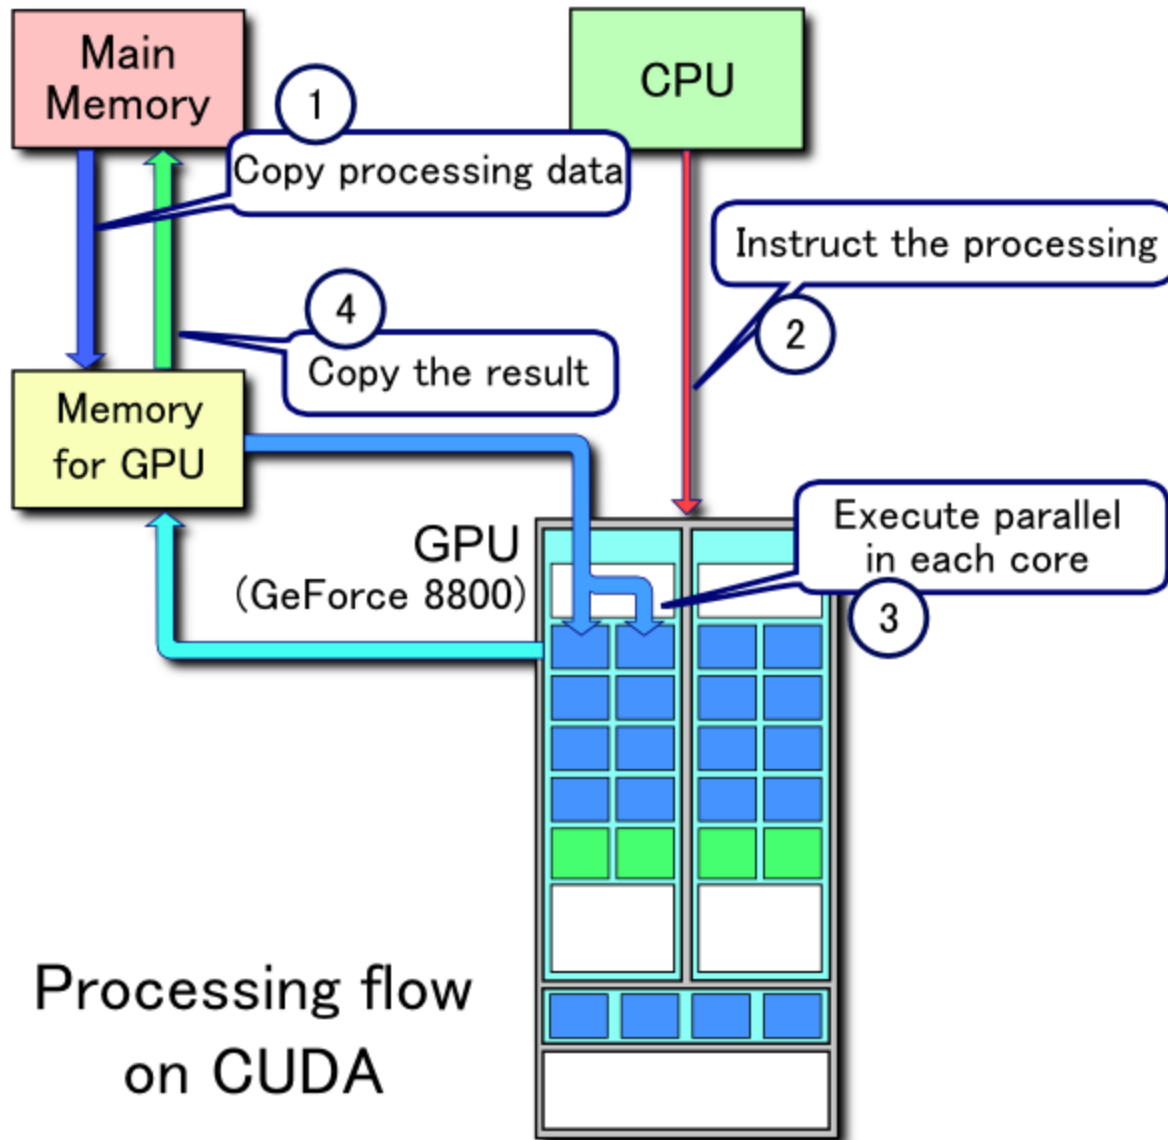 Main
Memory
CPU
1
Copy processing data
Instruct the processing
2
4
Copy the result
Memory
for GPU
GPU
(GeForce 8800)
Execute parallel
in each core
3
Processing flow
on CUDA